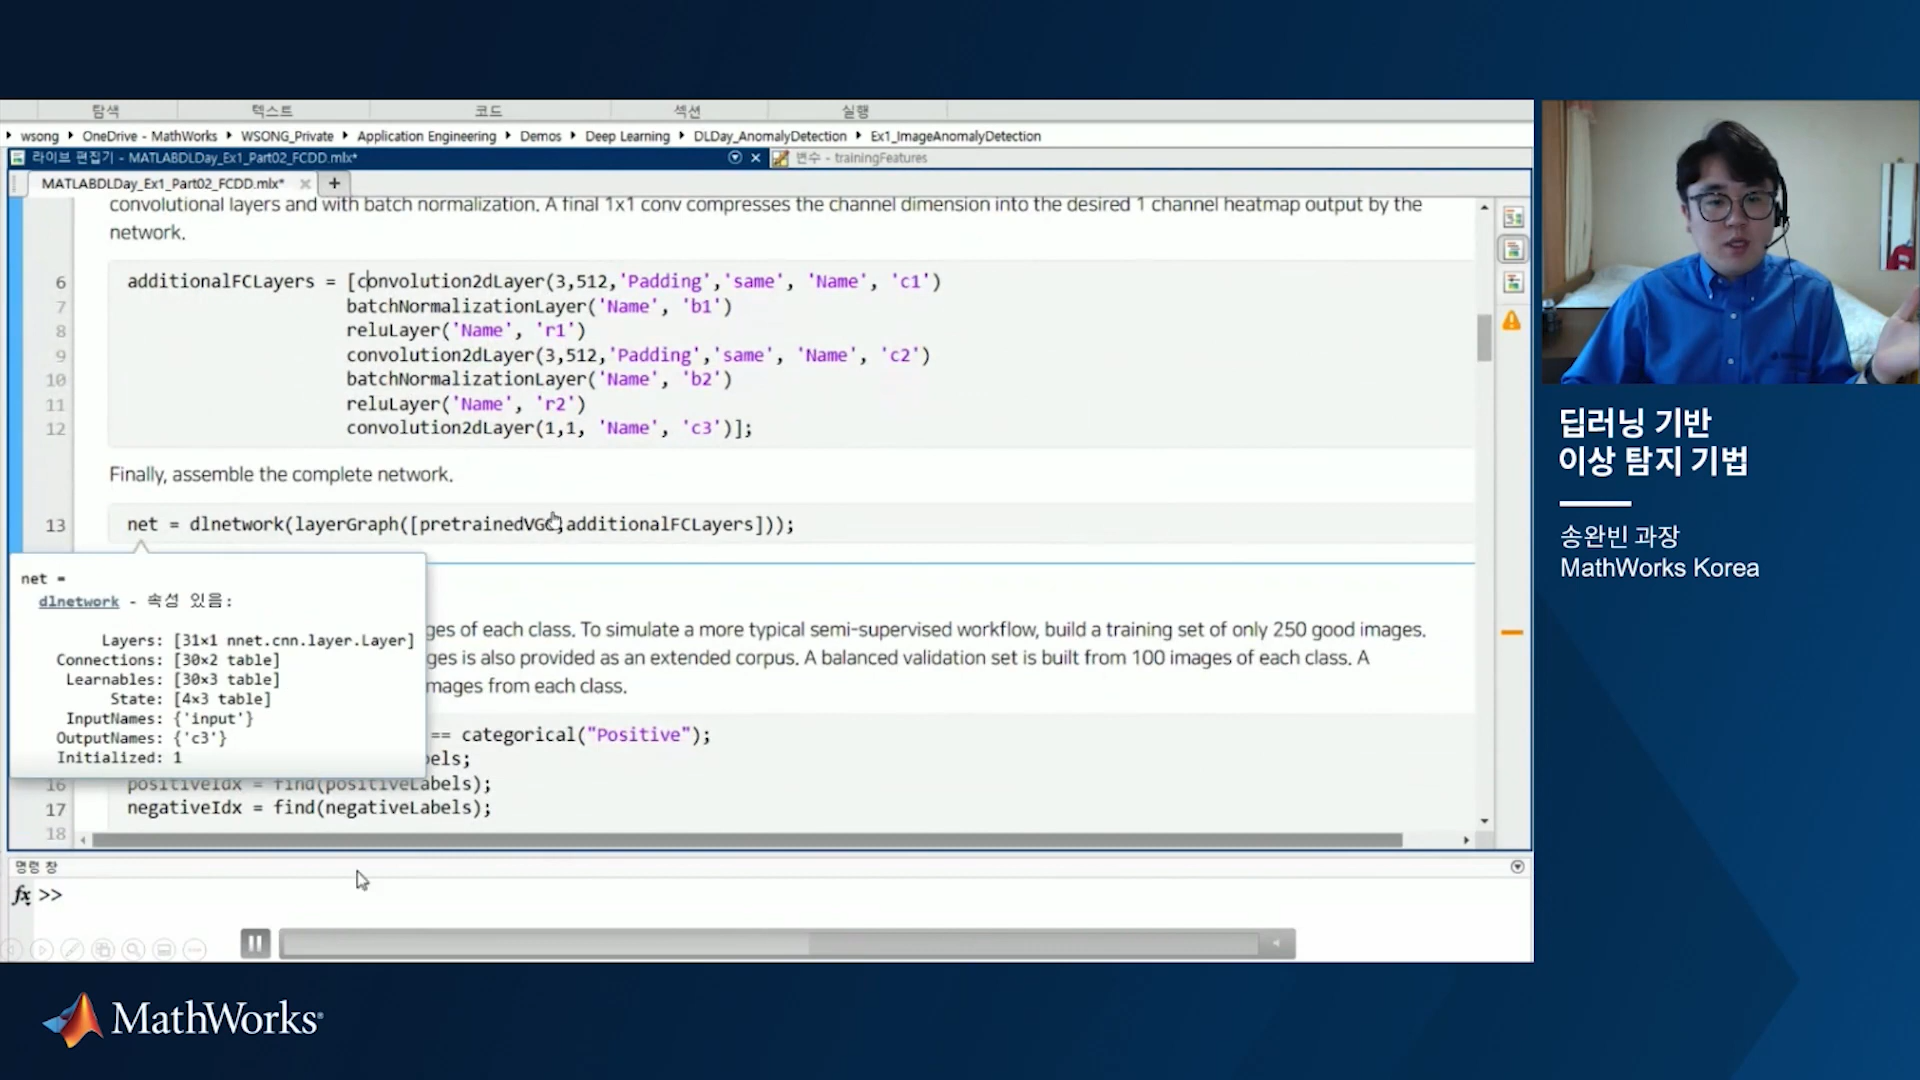 탐색 텍스트 코드 섹션 실행
wsong OneDrive - MathWorks WSONG_Private Application Engineering Demos Deep Learning DLDay_AnomalyDetection Ex1_ImageAnomalyDetection
라이브 편집기 - MATLABDLDay_Ex1_Part02_FCDD.mlx*
변수 - trainingFeatures
MATLABDLDay_Ex1_Part02_FCDD.mlx*
convolutional layers and with batch normalization. A final 1x1 conv compresses the channel dimension into the desired 1 channel heatmap output by the
network.
6 additionalFCLayers = [convolution2dLayer(3,512,'Padding','same', 'Name', 'c1')
7 batchNormalizationLayer('Name', 'b1')
8 reluLayer('Name', 'r1')
9 convolution2dLayer(3,512,'Padding','same', 'Name', 'c2')
10 batchNormalizationLayer('Name', 'b2')
11 reluLayer('Name', 'r2')
12 convolution2dLayer(1,1, 'Name', 'c3')];
Finally, assemble the complete network.
13 net = dlnetwork(layerGraph([pretrainedVGG;additionalFCLayers]));
net =
dlnetwork - 속성 있음:
Layers: [31×1 nnet.cnn.layer.Layer]
Connections: [30×2 table]
Learnables: [30×3 table]
State: [4×3 table]
InputNames: {'input'}
OutputNames: {'c3'}
Initialized: 1
ges of each class. To simulate a more typical semi-supervised workflow, build a training set of only 250 good images.
ges is also provided as an extended corpus. A balanced validation set is built from 100 images of each class. A
mages from each class.
== categorical("Positive");
bels;
16 positiveIdx = find(positiveLabels);
17 negativeIdx = find(negativeLabels);
18
명령 창
fx >>
딥러닝 기반
이상 탐지 기법
송완빈 과장
MathWorks Korea
MathWorks®